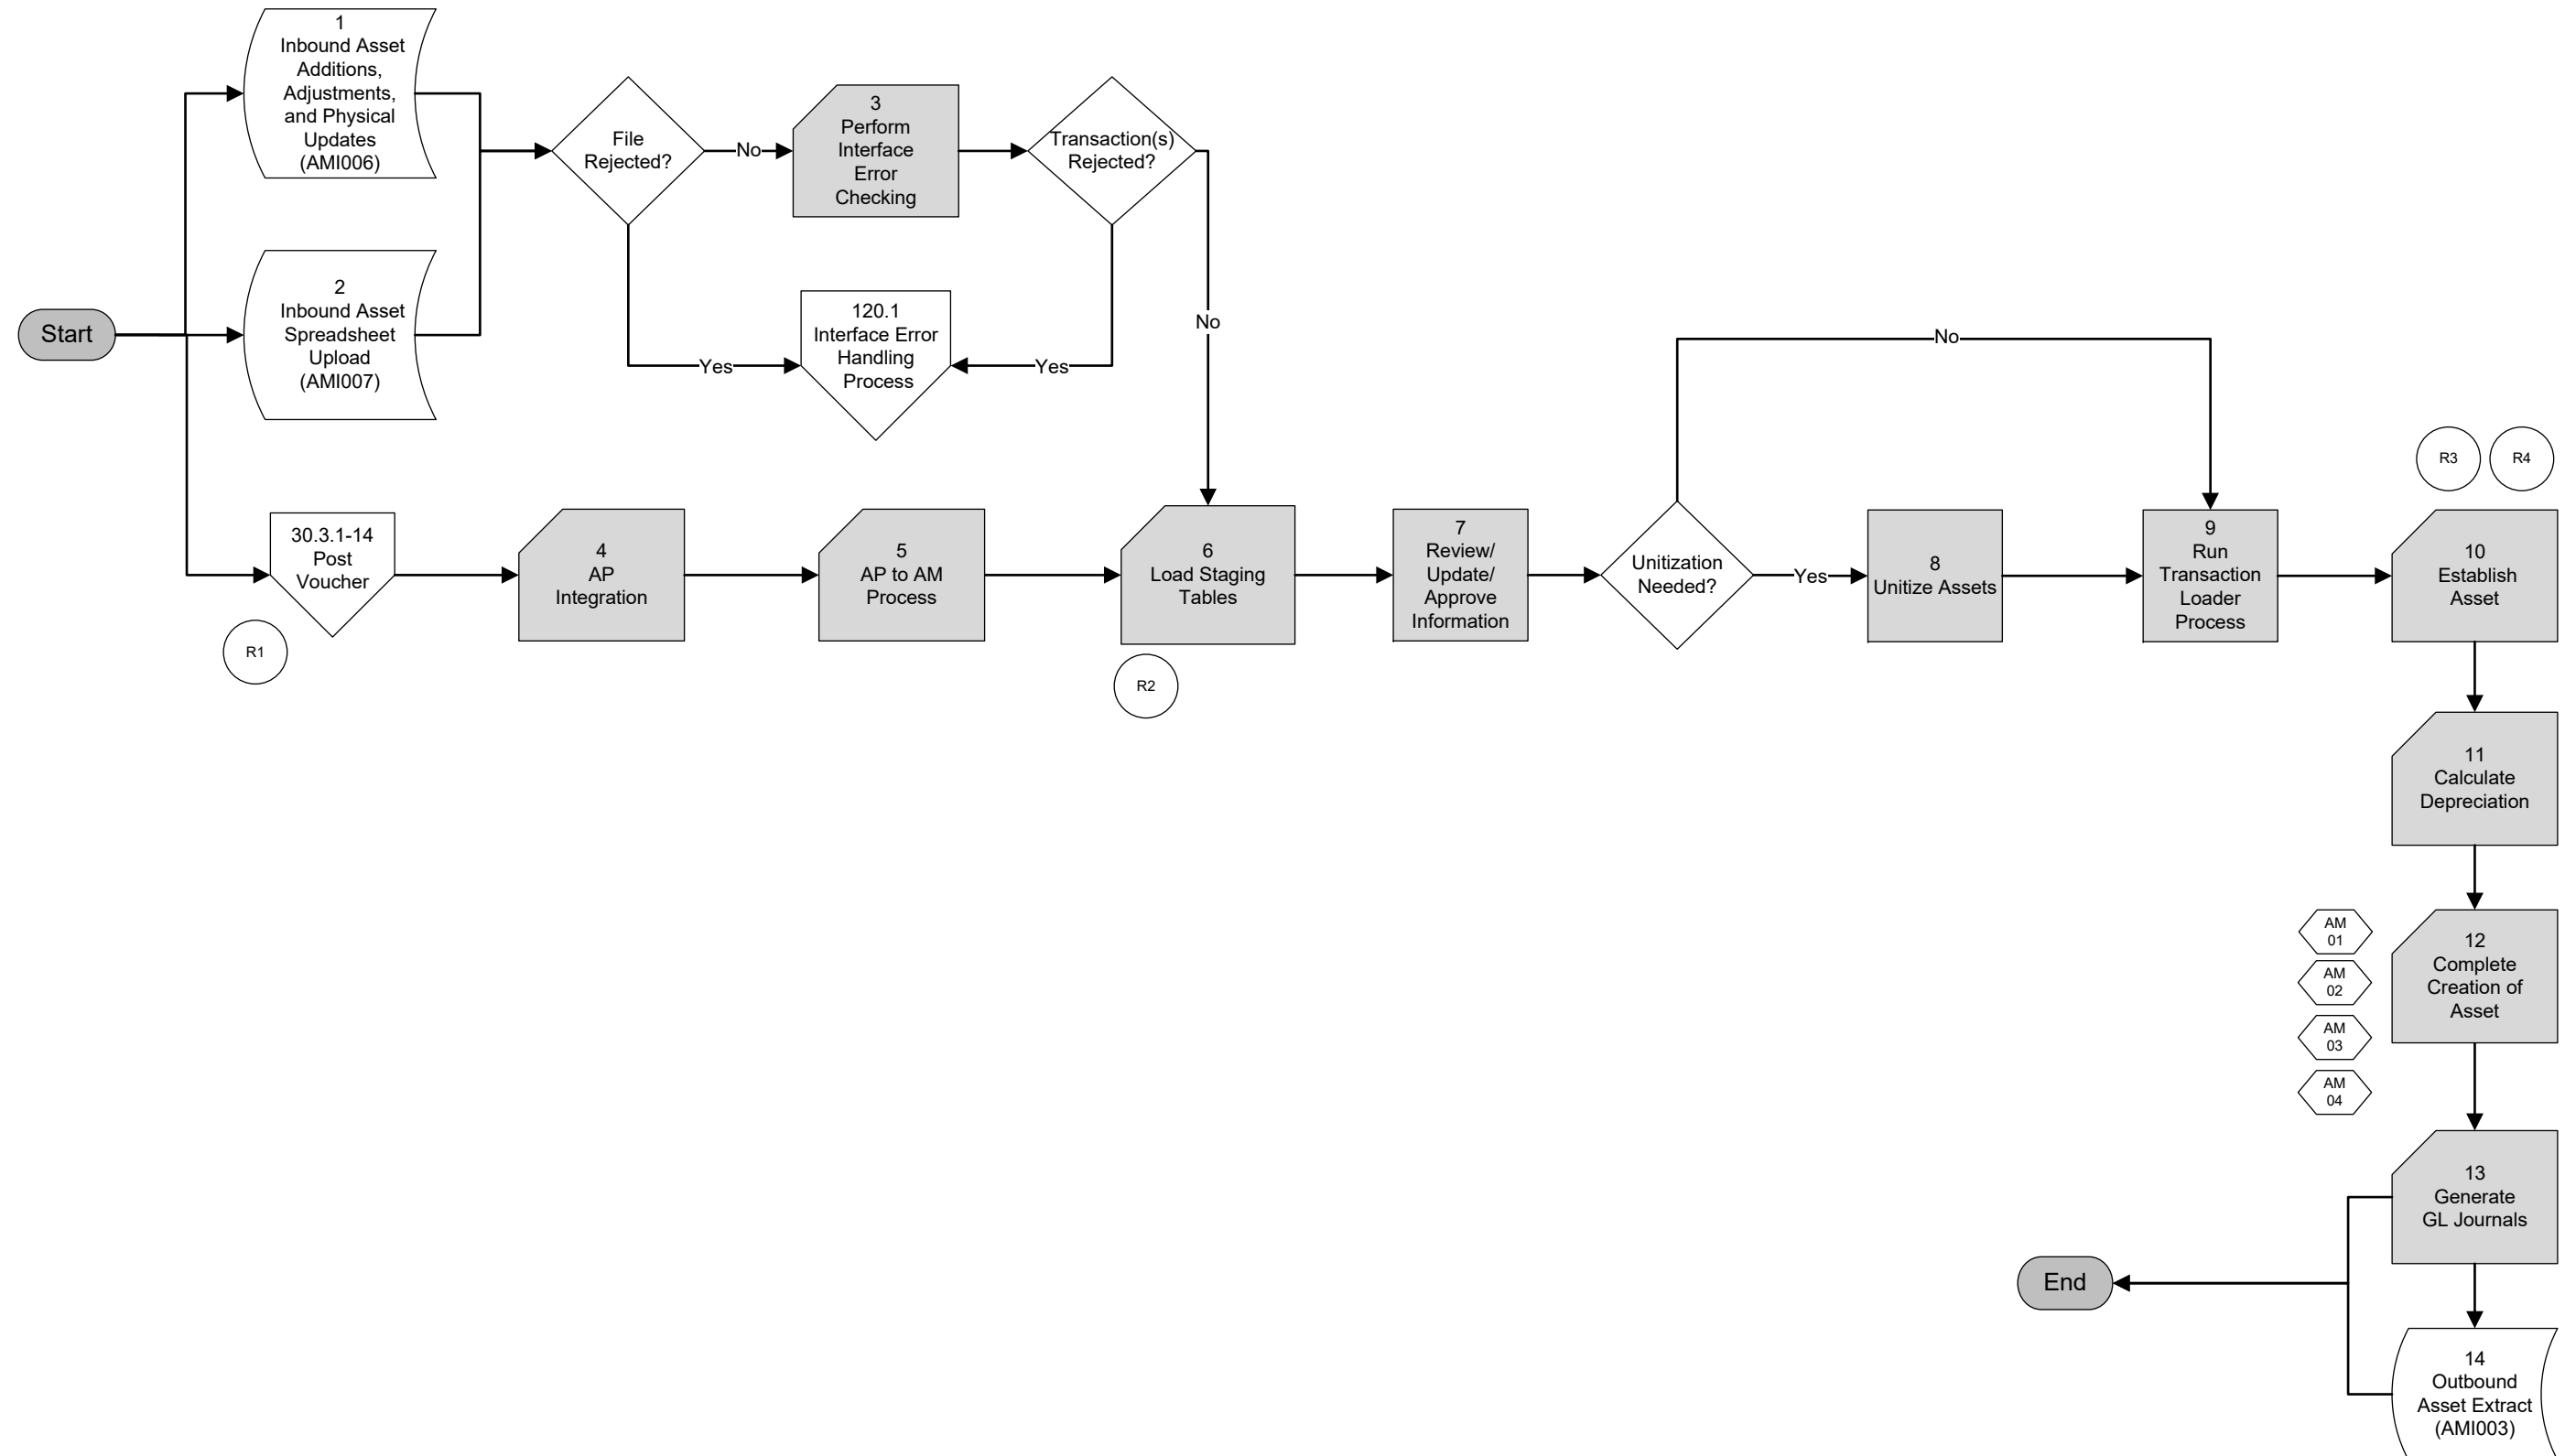 1
Inbound Asset
Additions,
Adjustments,
and Physical
Updates
(AMI006)
File
Rejected?
No
3
Perform
Interface
Error
Checking
Transaction(s)
Rejected?
Start
2
Inbound Asset
Spreadsheet
Upload
(AMI007)
Yes
120.1
Interface Error
Handling
Process
Yes
No
No
R3
R4
30.3.1-14
Post
Voucher
R1
4
AP
Integration
5
AP to AM
Process
6
Load Staging
Tables
R2
7
Review/
Update/
Approve
Information
Unitization
Needed?
Yes
8
Unitize Assets
9
Run
Transaction
Loader
Process
10
Establish
Asset
11
Calculate
Depreciation
AM
01
AM
02
AM
03
AM
04
12
Complete
Creation of
Asset
13
Generate
GL Journals
End
14
Outbound
Asset Extract
(AMI003)